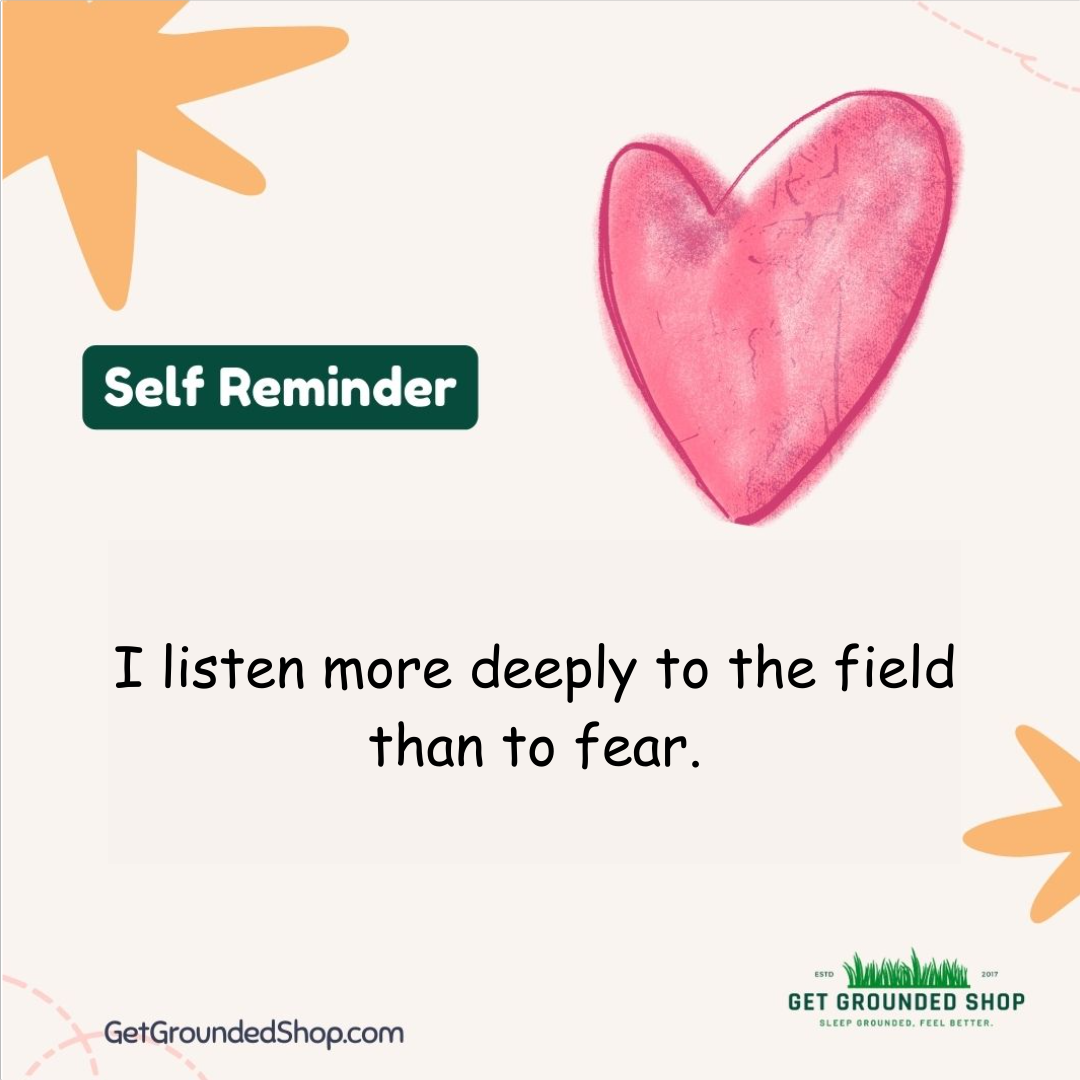 Self Reminder
I listen more deeply to the field
than to fear.
ESTD 2017
GET GROUNDED SHOP
SLEEP GROUNDED, FEEL BETTER.
GetGroundedShop.com